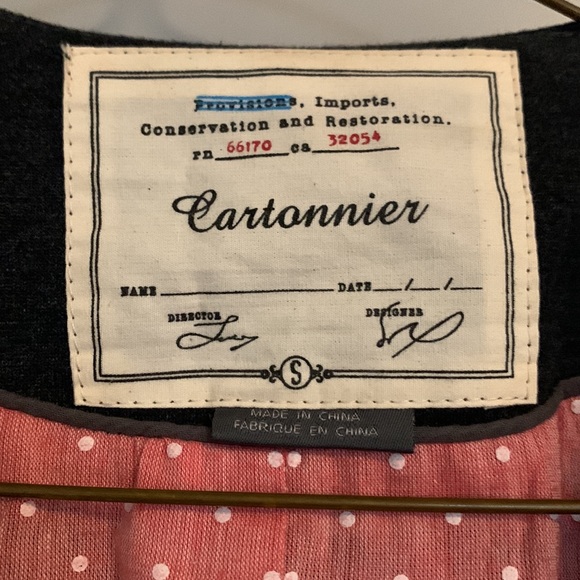 Provisions, Imports,
Conservation and Restoration.
rn 66170 ca 32054
Cartonnier
NAME DATE / /
DIRECTOR DESIGNER
S
MADE IN CHINA
FABRIQUE EN CHINA